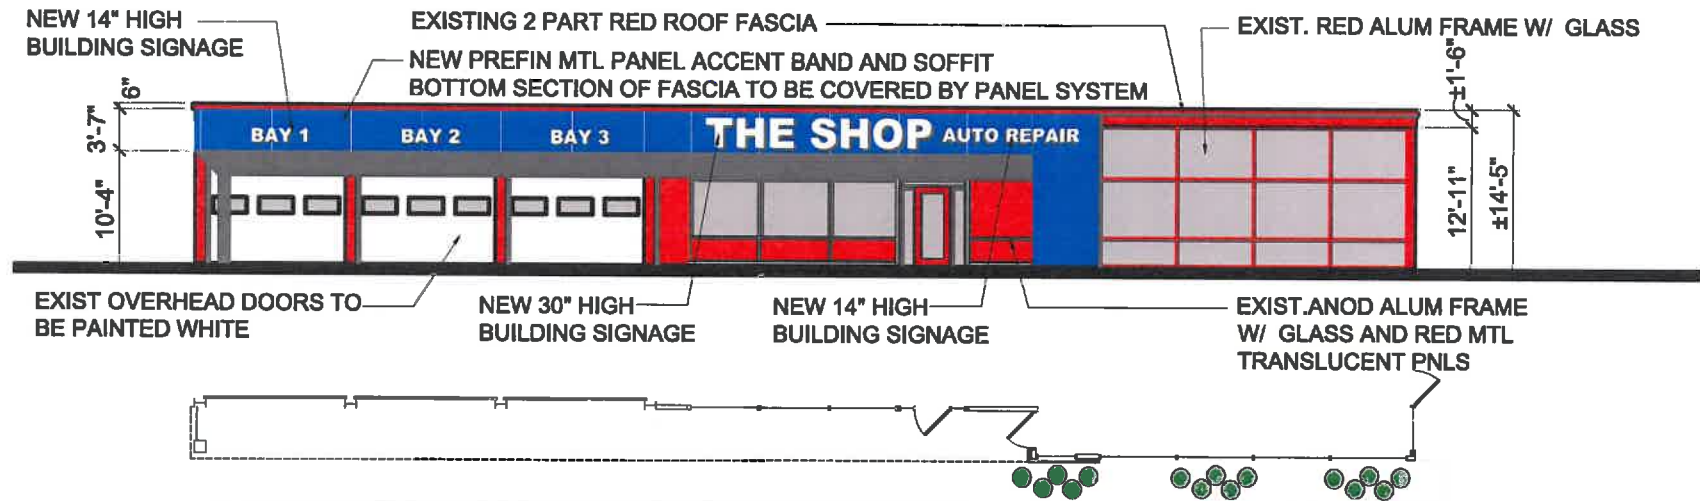 NEW 14" HIGH
BUILDING SIGNAGE
EXISTING 2 PART RED ROOF FASCIA
NEW PREFIN MTL PANEL ACCENT BAND AND SOFFIT
BOTTOM SECTION OF FASCIA TO BE COVERED BY PANEL SYSTEM
EXIST. RED ALUM FRAME W/ GLASS
6"
3'-7"
10'-4"
BAY 1
BAY 2
BAY 3
THE SHOP AUTO REPAIR
±1'-6"
12'-11"
±14'-5"
EXIST OVERHEAD DOORS TO
BE PAINTED WHITE
NEW 30" HIGH
BUILDING SIGNAGE
NEW 14" HIGH
BUILDING SIGNAGE
EXIST.ANOD ALUM FRAME
W/ GLASS AND RED MTL
TRANSLUCENT PNLS